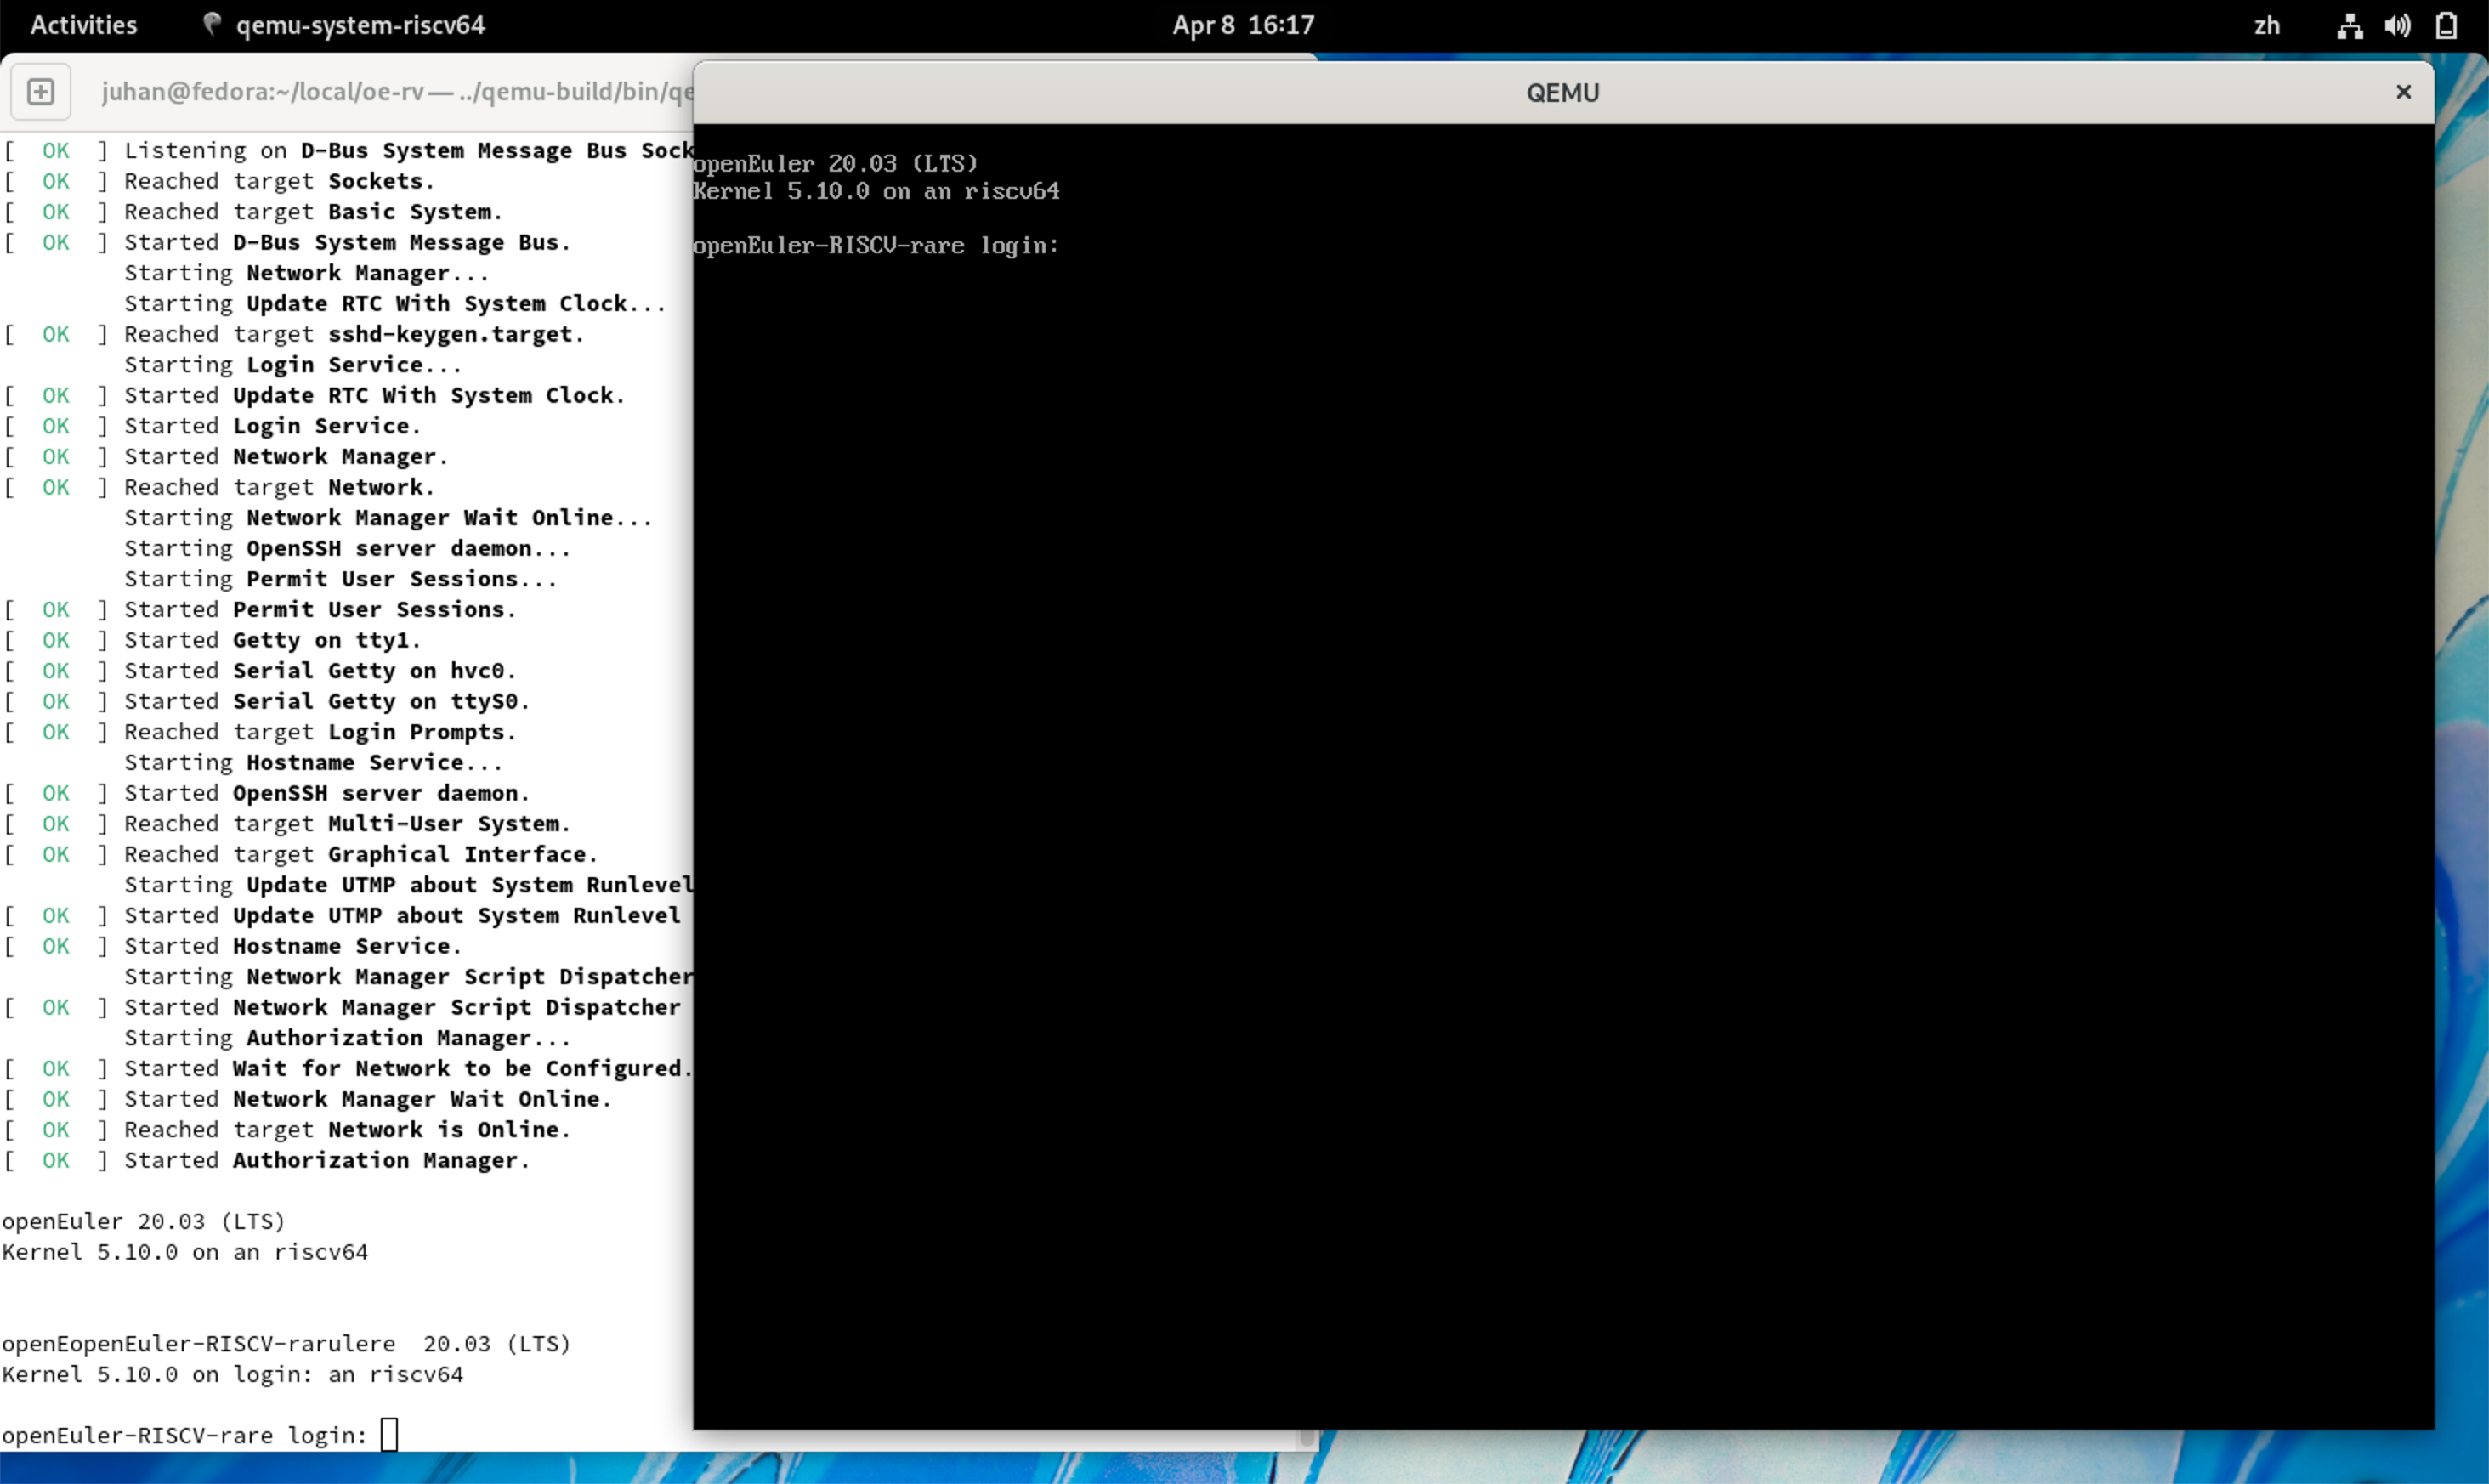 Activities qemu-system-riscv64 Apr 8 16:17 zh
juhan@fedora:~/local/oe-rv — ../qemu-build/bin/qe
[  OK  ] Listening on D-Bus System Message Bus Sock
[  OK  ] Reached target Sockets.
[  OK  ] Reached target Basic System.
[  OK  ] Started D-Bus System Message Bus.
         Starting Network Manager...
         Starting Update RTC With System Clock...
[  OK  ] Reached target sshd-keygen.target.
         Starting Login Service...
[  OK  ] Started Update RTC With System Clock.
[  OK  ] Started Login Service.
[  OK  ] Started Network Manager.
[  OK  ] Reached target Network.
         Starting Network Manager Wait Online...
         Starting OpenSSH server daemon...
         Starting Permit User Sessions...
[  OK  ] Started Permit User Sessions.
[  OK  ] Started Getty on tty1.
[  OK  ] Started Serial Getty on hvc0.
[  OK  ] Started Serial Getty on ttyS0.
[  OK  ] Reached target Login Prompts.
         Starting Hostname Service...
[  OK  ] Started OpenSSH server daemon.
[  OK  ] Reached target Multi-User System.
[  OK  ] Reached target Graphical Interface.
         Starting Update UTMP about System Runlevel
[  OK  ] Started Update UTMP about System Runlevel
[  OK  ] Started Hostname Service.
         Starting Network Manager Script Dispatcher
[  OK  ] Started Network Manager Script Dispatcher
         Starting Authorization Manager...
[  OK  ] Started Wait for Network to be Configured.
[  OK  ] Started Network Manager Wait Online.
[  OK  ] Reached target Network is Online.
[  OK  ] Started Authorization Manager.
openEuler 20.03 (LTS)
Kernel 5.10.0 on an riscv64
openEopenEuler-RISCV-rarulere  20.03 (LTS)
Kernel 5.10.0 on login: an riscv64
openEuler-RISCV-rare login:
QEMU ×
openEuler 20.03 (LTS)
Kernel 5.10.0 on an riscv64
openEuler-RISCV-rare login: